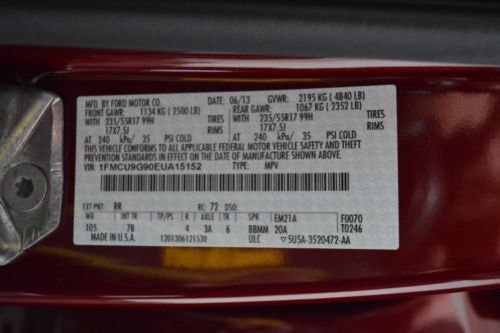 MFD. BY FORD MOTOR CO.
DATE: 06/13 GVWR: 2195 KG (4840 LB)
FRONT GAWR: 1134 KG (2500 LB) REAR GAWR: 1067 KG (2352 LB)
WITH 235/55R17 99H TIRES WITH 235/55R17 99H TIRES
17X7.5J RIMS 17X7.5J RIMS
AT 240 kPa/ 35 PSI COLD AT 240 kPa/ 35 PSI COLD
THIS VEHICLE CONFORMS TO ALL APPLICABLE FEDERAL MOTOR
VEHICLE SAFETY AND THEFT PREVENTION STANDARDS IN EFFECT ON
THE DATE OF MANUFACTURE SHOWN ABOVE.
VIN: 1FMCU9G90EUA15152 TYPE: MPV
EXT PNT: RR RC: 72 DSO:
WB INT TR TP/PS R AXLE TR SPR EM21A F0070
105 7B 4 3A 6 BBMM 20A T0246
MADE IN U.S.A. 1201306121530 ULC 5U5A-3520472-AA